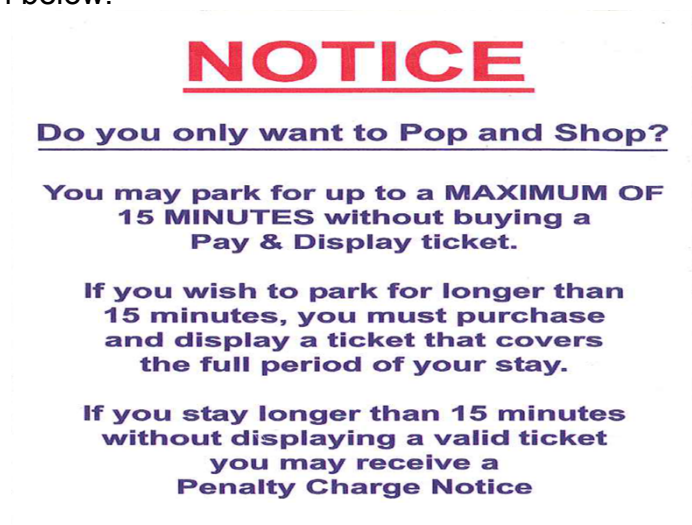 below:
NOTICE
Do you only want to Pop and Shop?
You may park for up to a MAXIMUM OF
15 MINUTES without buying a
Pay & Display ticket.
If you wish to park for longer than
15 minutes, you must purchase
and display a ticket that covers
the full period of your stay.
If you stay longer than 15 minutes
without displaying a valid ticket
you may receive a
Penalty Charge Notice